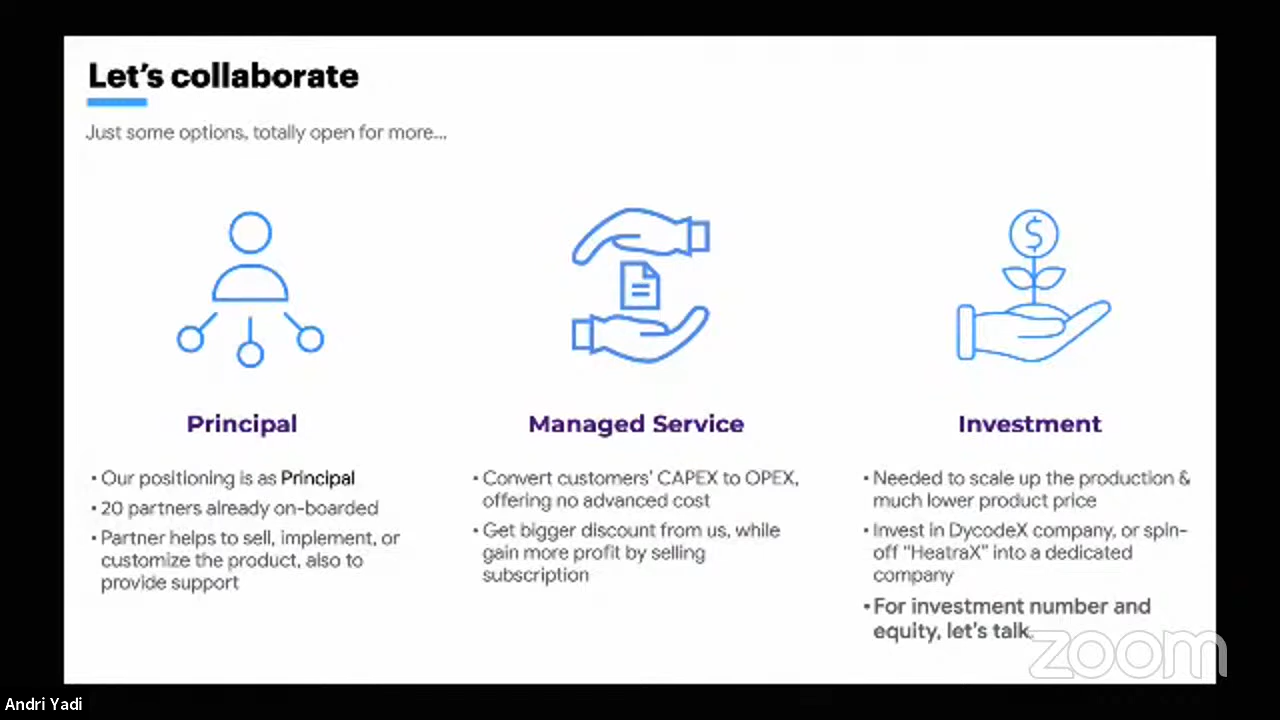 Let's collaborate
Just some options, totally open for more...
$
Principal
• Our positioning is as Principal
• 20 partners already on-boarded
• Partner helps to sell, implement, or
customize the product, also to
provide support
Managed Service
• Convert customers' CAPEX to OPEX,
offering no advanced cost
• Get bigger discount from us, while
gain more profit by selling
subscription
Investment
• Needed to scale up the production &
much lower product price
• Invest in DycodeX company, or spin-
off "HeatraX" into a dedicated
company
• For investment number and
equity, let's talk.
zoom
Andri Yadi